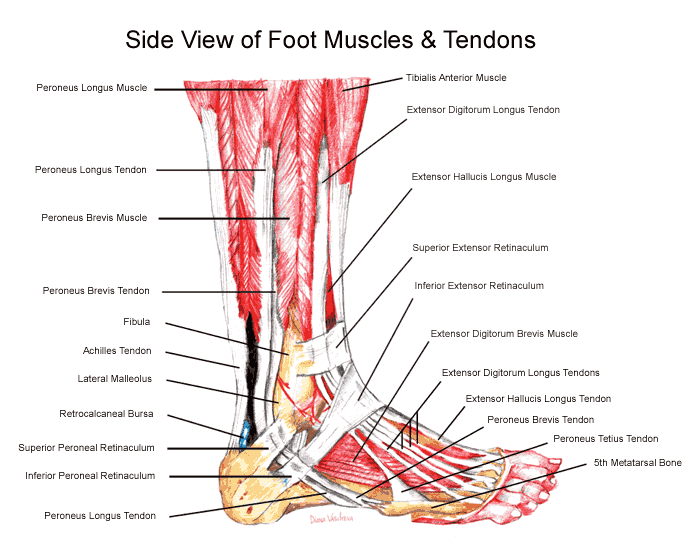 Side View of Foot Muscles & Tendons
Peroneus Longus Muscle
Peroneus Longus Tendon
Peroneus Brevis Muscle
Peroneus Brevis Tendon
Fibula
Achilles Tendon
Lateral Malleolus
Retrocalcaneal Bursa
Superior Peroneal Retinaculum
Inferior Peroneal Retinaculum
Peroneus Longus Tendon
Tibialis Anterior Muscle
Extensor Digitorum Longus Tendon
Extensor Hallucis Longus Muscle
Superior Extensor Retinaculum
Inferior Extensor Retinaculum
Extensor Digitorum Brevis Muscle
Extensor Digitorum Longus Tendons
Extensor Hallucis Longus Tendon
Peroneus Brevis Tendon
Peroneus Tetius Tendon
5th Metatarsal Bone